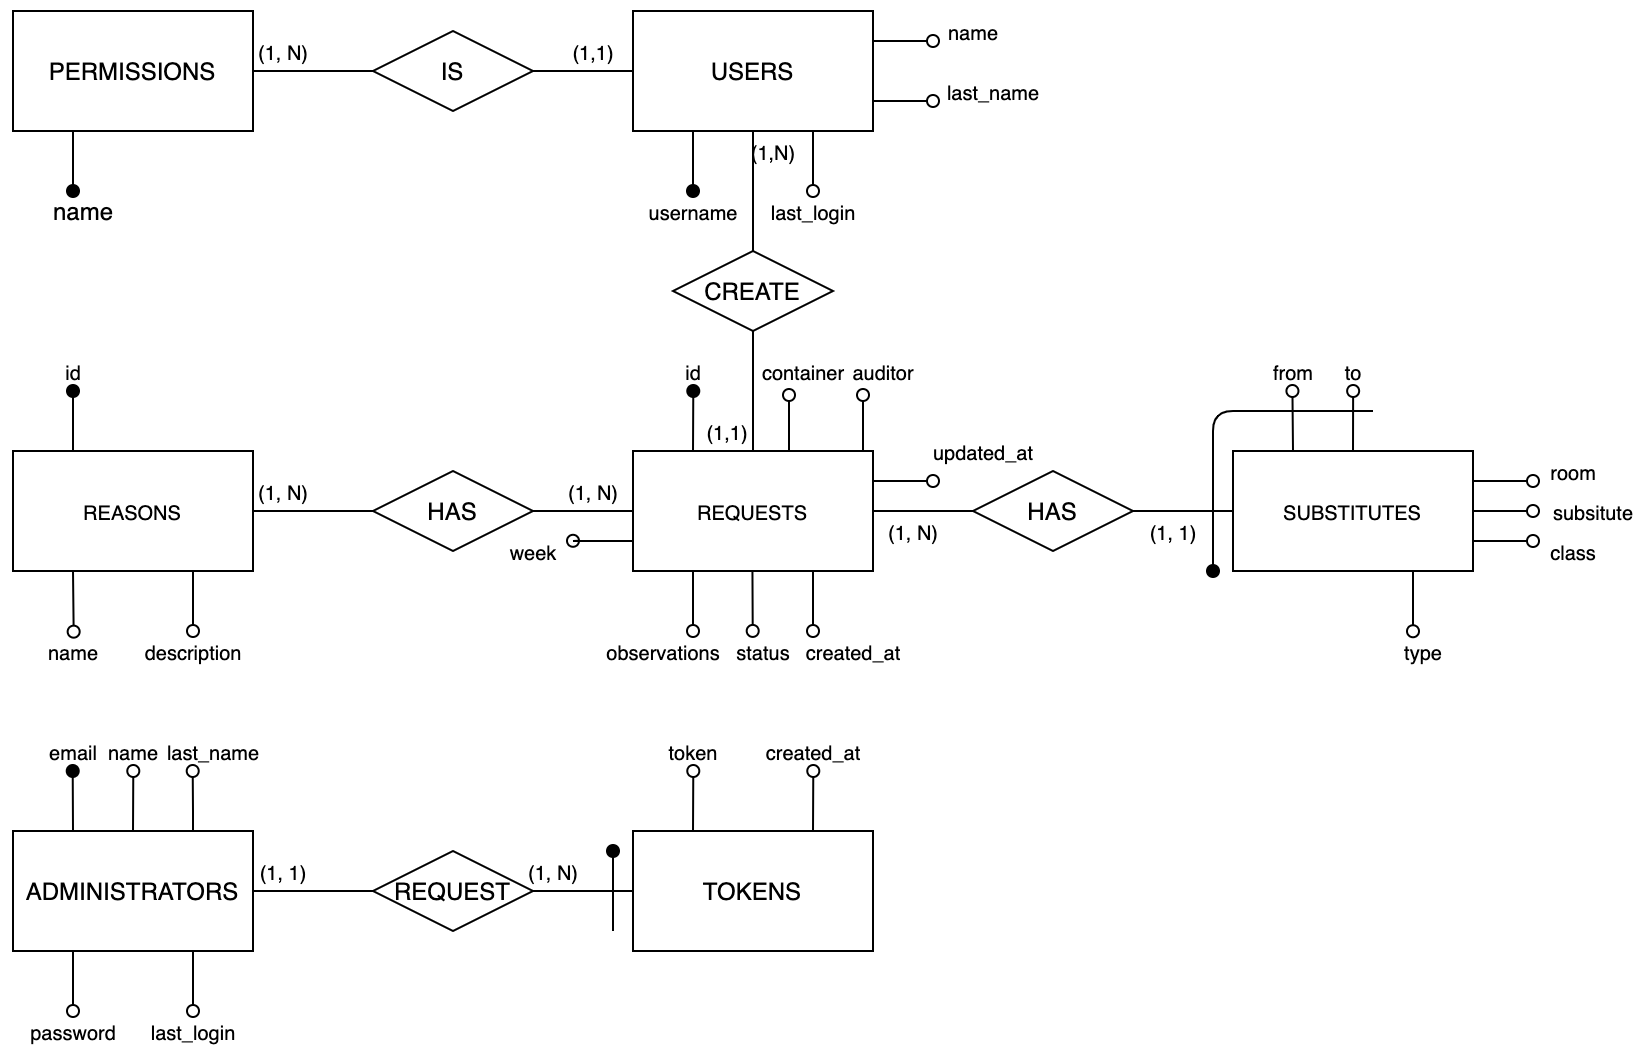 PERMISSIONS
(1, N)
IS
(1,1)
USERS
name
last_name
name
username
(1,N)
last_login
CREATE
id
id
container
auditor
from
to
(1,1)
updated_at
REASONS
(1, N)
HAS
(1, N)
REQUESTS
(1, N)
HAS
(1, 1)
SUBSTITUTES
room
subsitute
class
week
name
description
observations
status
created_at
type
email
name
last_name
token
created_at
ADMINISTRATORS
(1, 1)
REQUEST
(1, N)
TOKENS
password
last_login